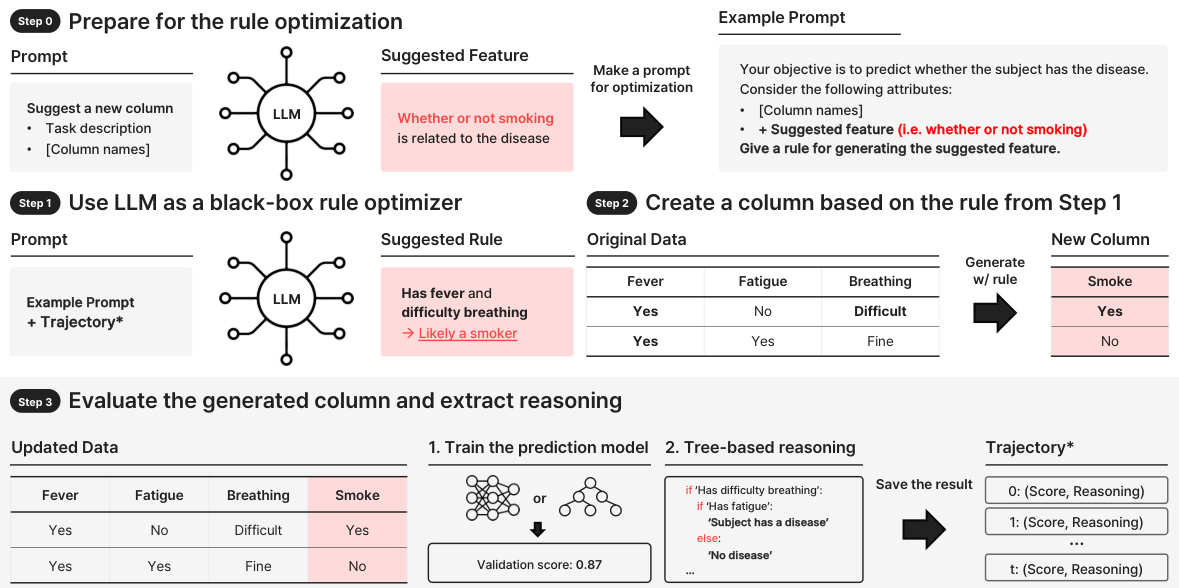 Step 0 Prepare for the rule optimization
Prompt
Suggest a new column
• Task description
• [Column names]
LLM
Suggested Feature
Whether or not smoking
is related to the disease
Make a prompt
for optimization
Example Prompt
Your objective is to predict whether the subject has the disease.
Consider the following attributes:
• [Column names]
• + Suggested feature (i.e. whether or not smoking)
Give a rule for generating the suggested feature.
Step 1 Use LLM as a black-box rule optimizer
Prompt
Example Prompt
+ Trajectory*
LLM
Suggested Rule
Has fever and
difficulty breathing
→ Likely a smoker
Step 2 Create a column based on the rule from Step 1
Original Data
Fever Fatigue Breathing
Yes No Difficult
Yes Yes Fine
Generate
w/ rule
New Column
Smoke
Yes
No
Step 3 Evaluate the generated column and extract reasoning
Updated Data
Fever Fatigue Breathing Smoke
Yes No Difficult Yes
Yes Yes Fine No
1. Train the prediction model
or
Validation score: 0.87
2. Tree-based reasoning
if ‘Has difficulty breathing’:
if ‘Has fatigue’:
‘Subject has a disease’
else:
‘No disease’
...
Save the result
Trajectory*
0: (Score, Reasoning)
1: (Score, Reasoning)
...
t: (Score, Reasoning)